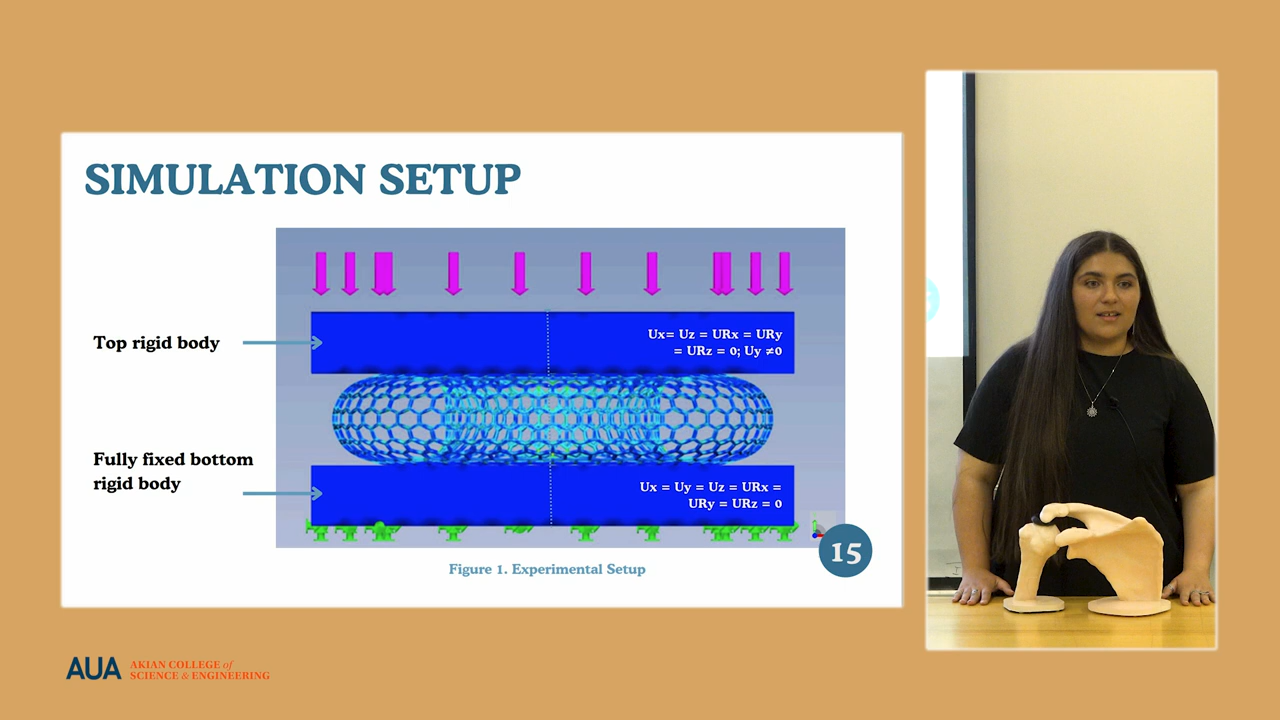 SIMULATION SETUP
Top rigid body
Ux= Uz = URx = URy
= URz = 0; Uy ≠0
Fully fixed bottom
rigid body
Ux = Uy = Uz = URx =
URy = URz = 0
15
Figure 1. Experimental Setup
AUA
AKIAN COLLEGE of
SCIENCE & ENGINEERING